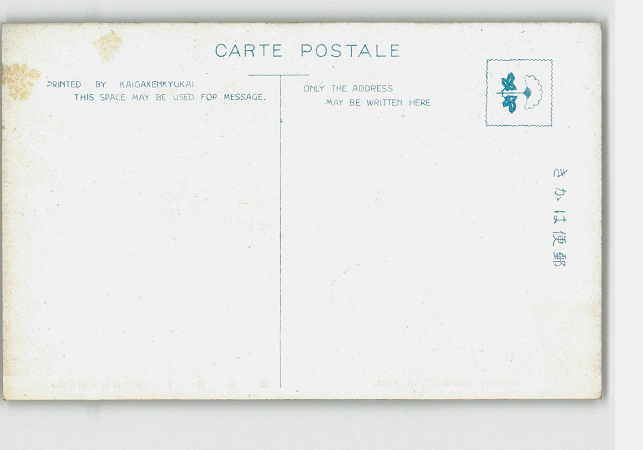 CARTE POSTALE
PRINTED BY KAIGAKENKYUKAI
THIS SPACE MAY BE USED FOR MESSAGE.
ONLY THE ADDRESS
MAY BE WRITTEN HERE
きかは便郵